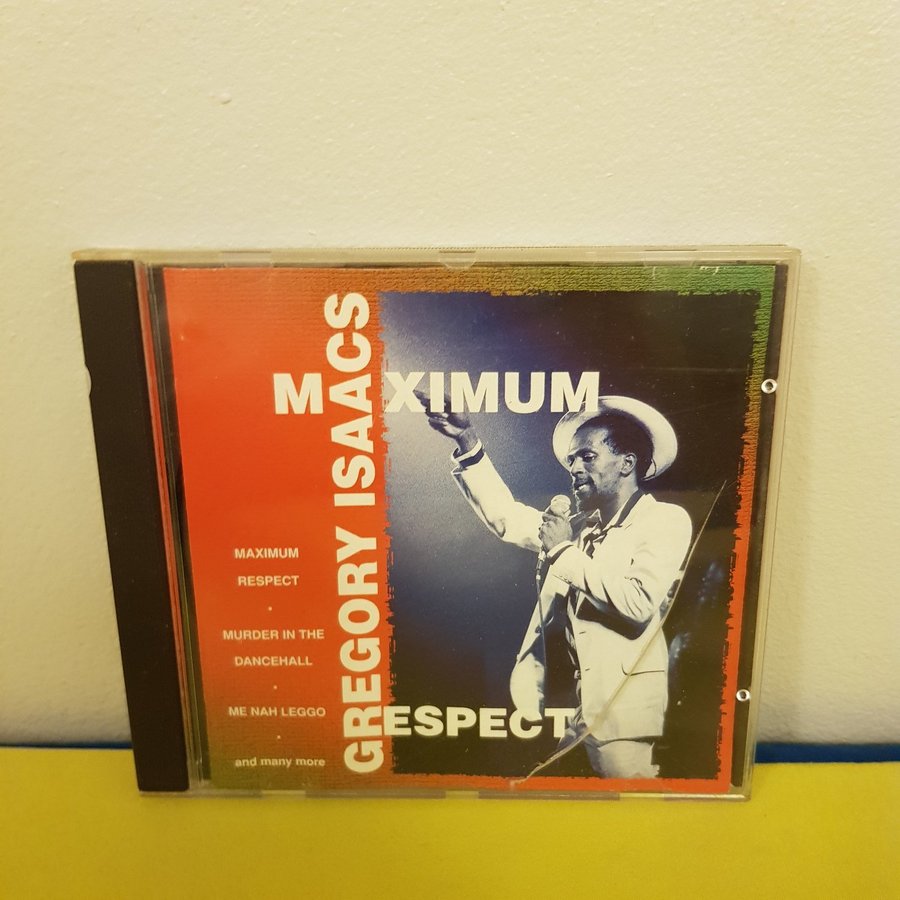 GREGORY ISAACS
MAXIMUM
RESPECT
MAXIMUM
RESPECT
MURDER IN THE
DANCEHALL
ME NAH LEGGO
and many more